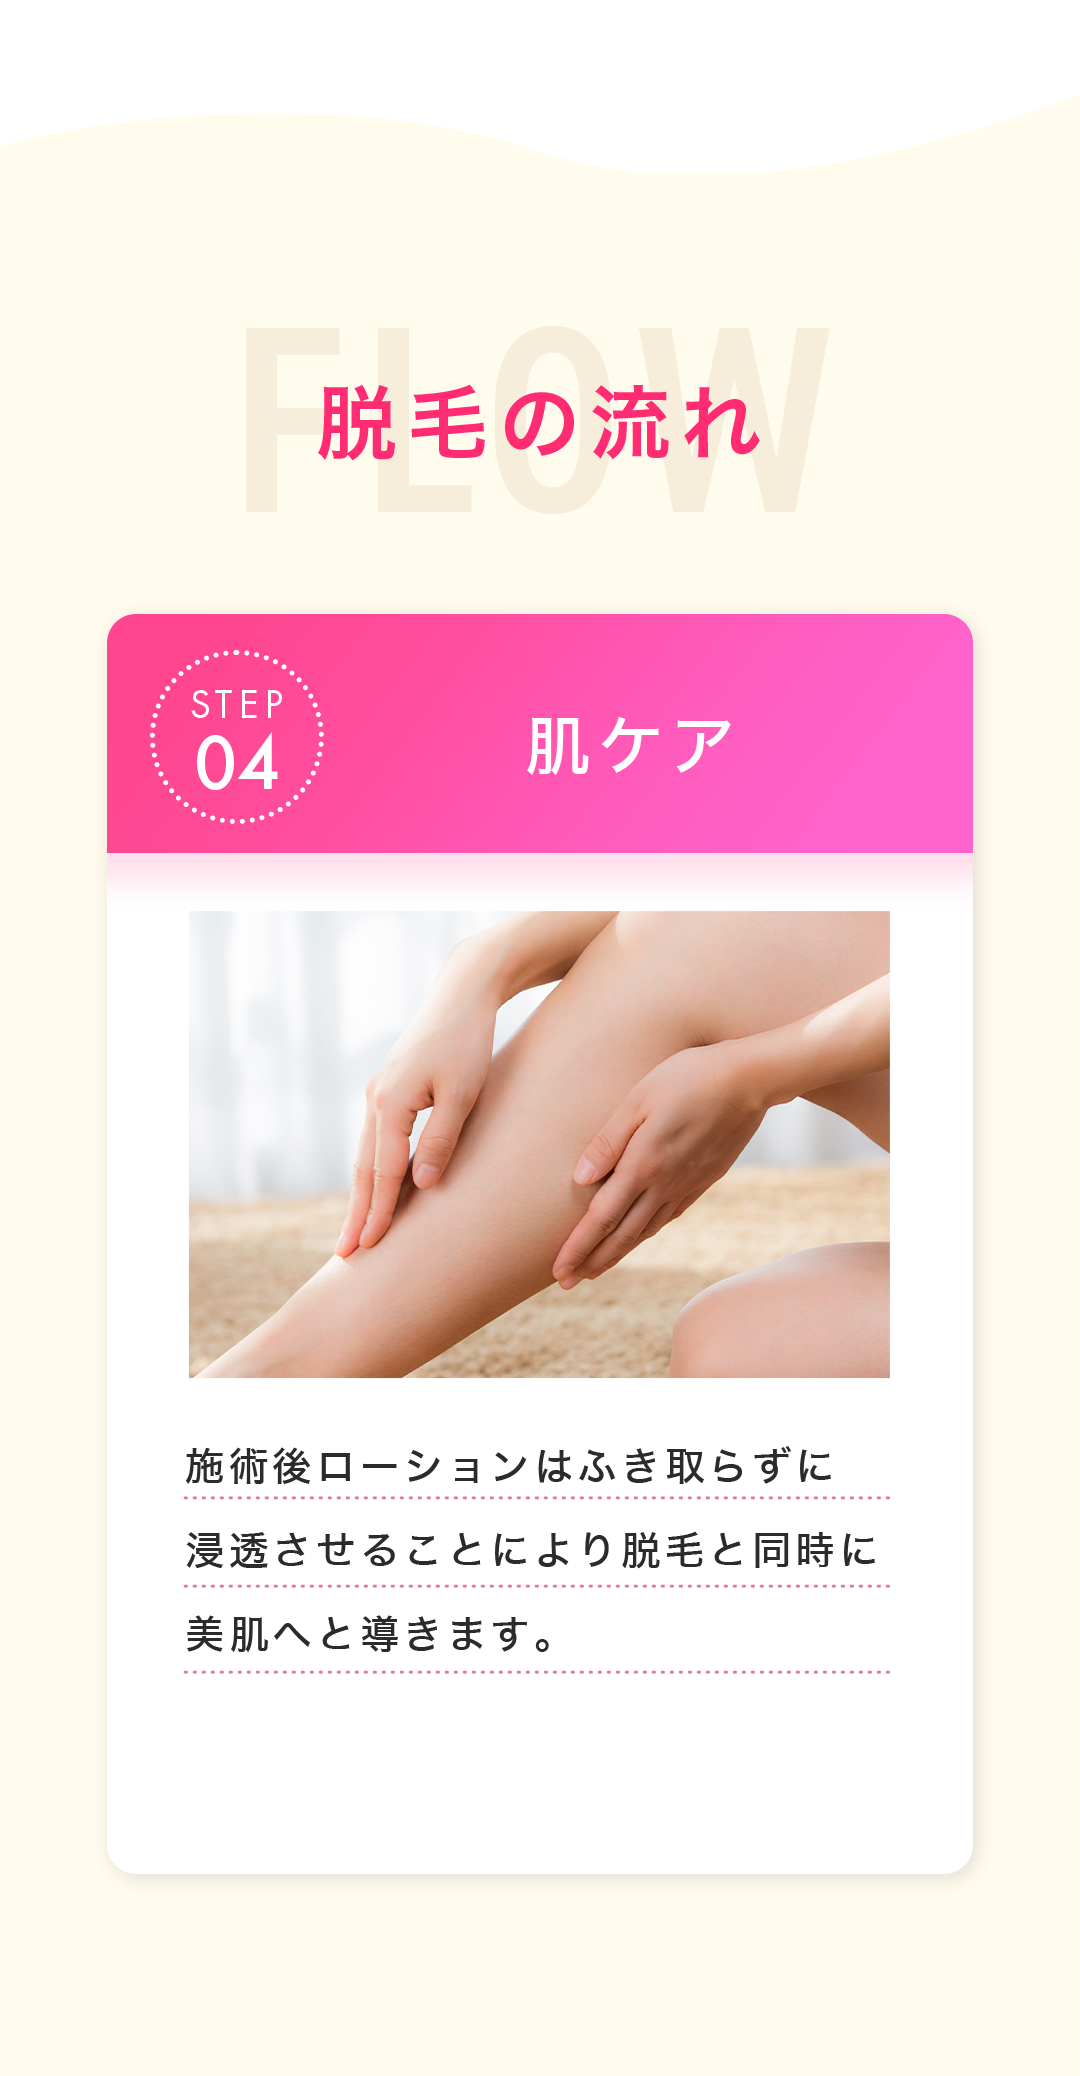 FLOW
脱毛の流れ
STEP
04
肌ケア
施術後ローションはふき取らずに
浸透させることにより脱毛と同時に
美肌へと導きます。